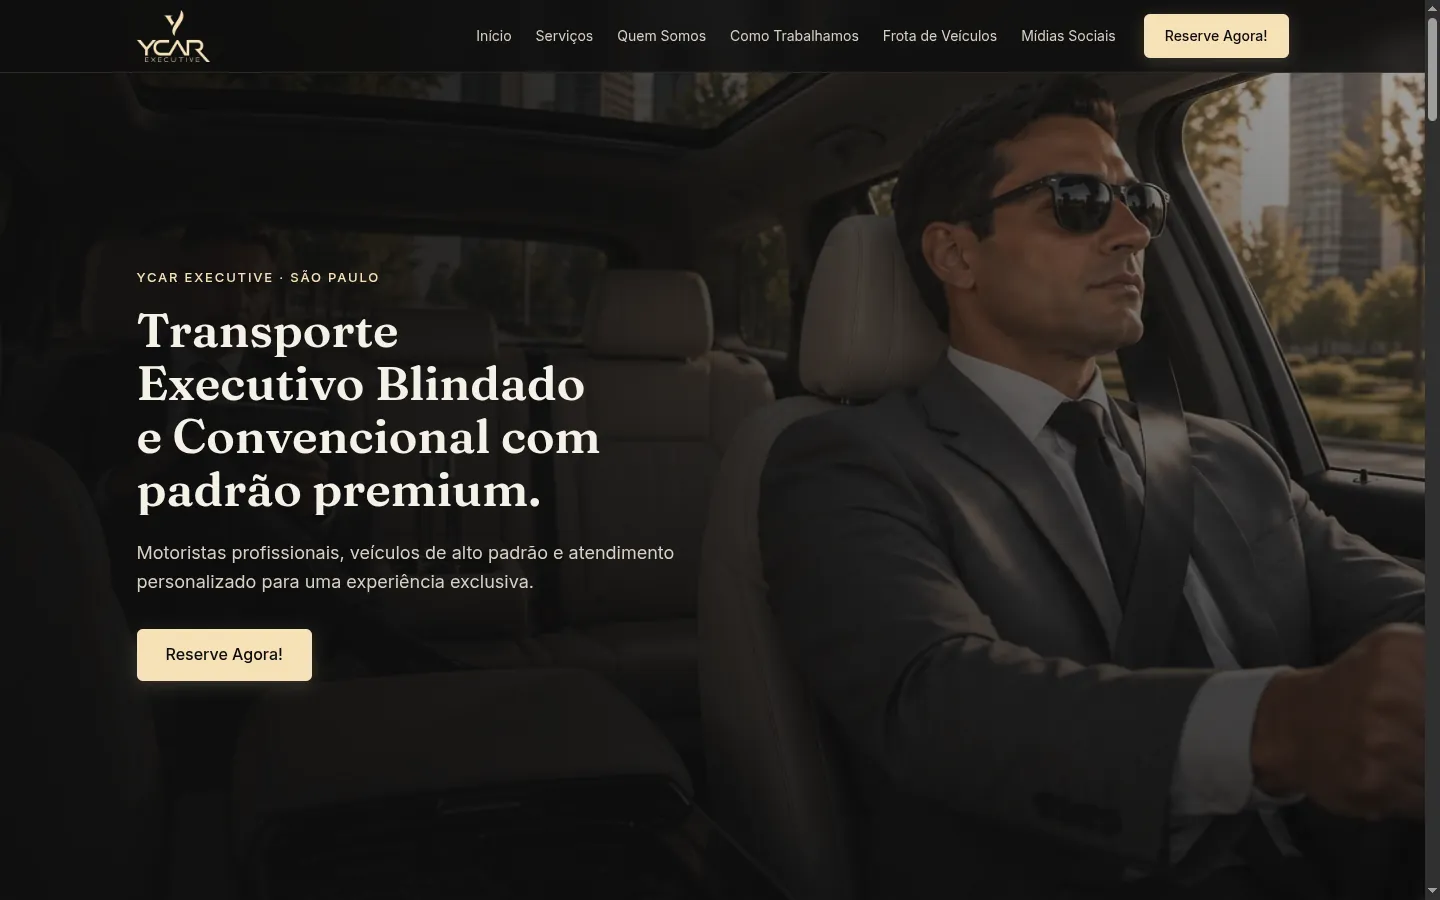 YCAR
EXECUTIVE
Início
Serviços
Quem Somos
Como Trabalhamos
Frota de Veículos
Mídias Sociais
Reserve Agora!
YCAR EXECUTIVE · SÃO PAULO
Transporte
Executivo Blindado
e Convencional com
padrão premium.
Motoristas profissionais, veículos de alto padrão e atendimento
personalizado para uma experiência exclusiva.
Reserve Agora!